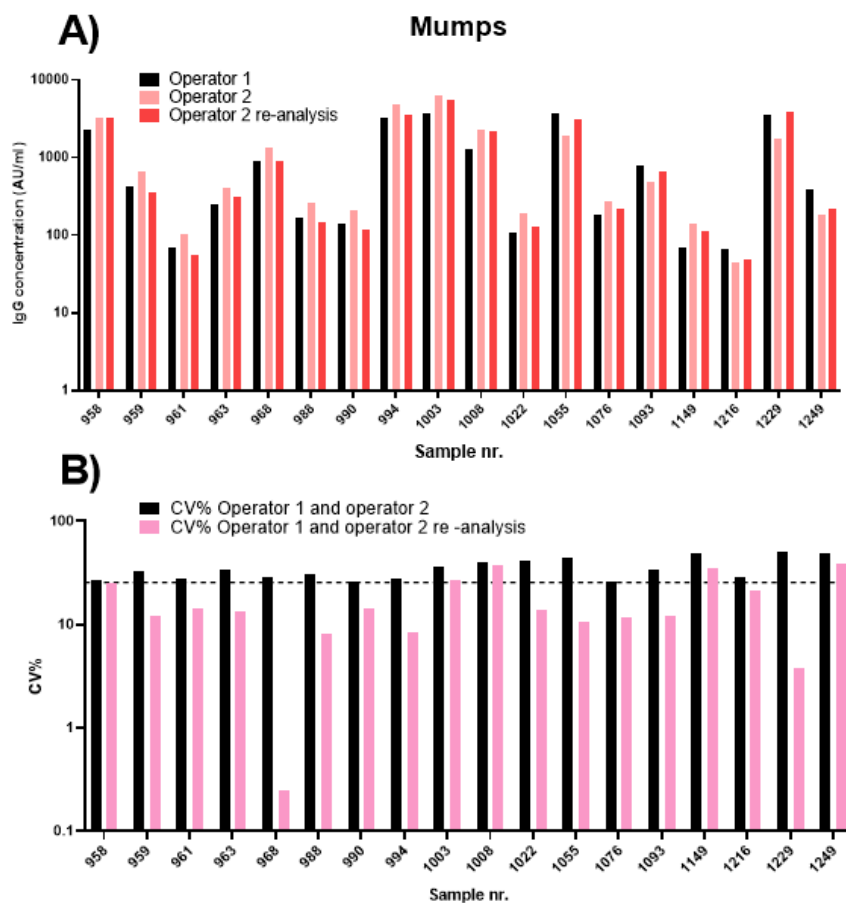 A)
Mumps
Operator 1
Operator 2
Operator 2 re-analysis
IgG concentration (AU/ml)
10000
1000
100
10
1
958 959 961 963 968 988 990 994 1003 1008 1022 1055 1076 1093 1149 1216 1229 1249
Sample nr.
B)
CV% Operator 1 and operator 2
CV% Operator 1 and operator 2 re -analysis
CV%
100
10
1
0.1
958 959 961 963 968 988 990 994 1003 1008 1022 1055 1076 1093 1149 1216 1229 1249
Sample nr.